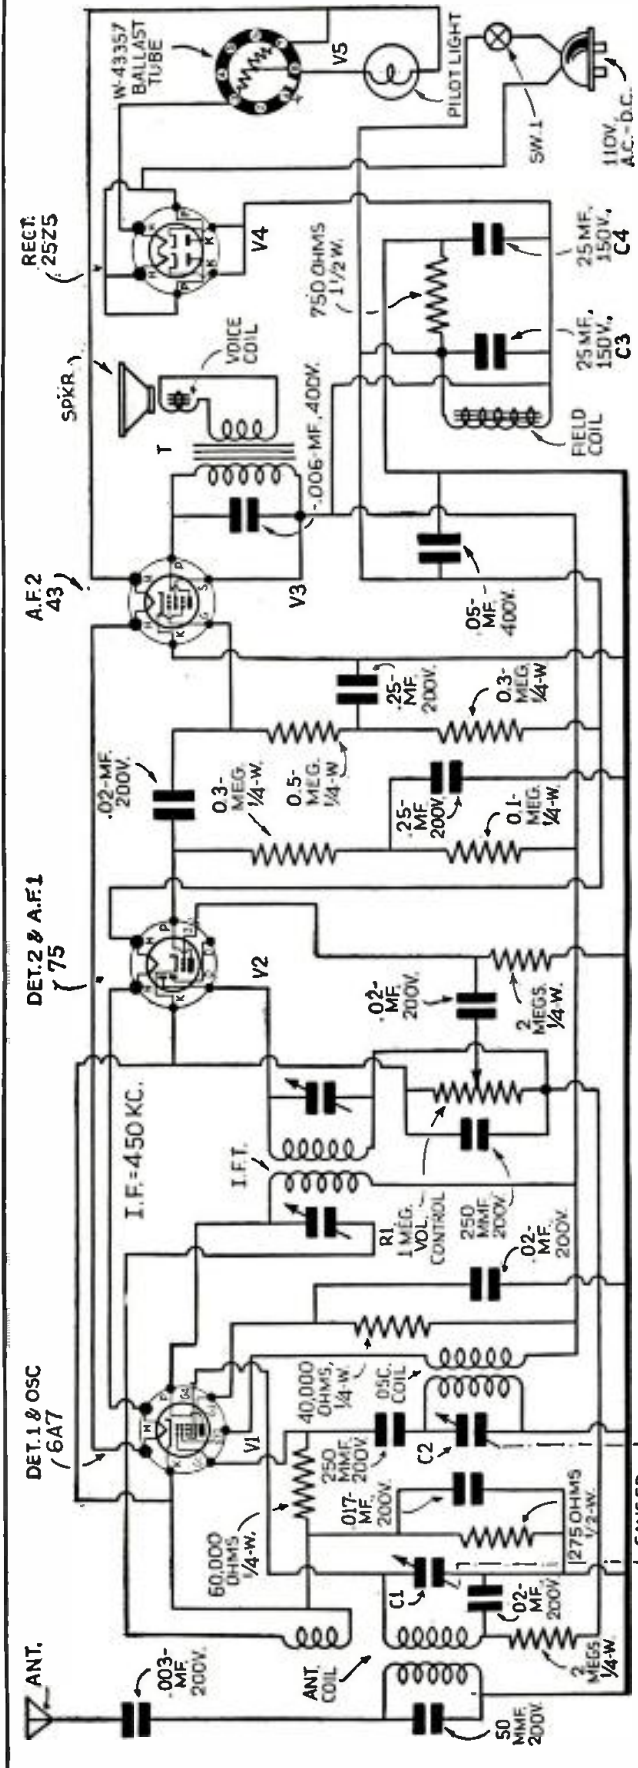 ANT.
.003-
MF.
200V.
DET.1 & OSC
6A7
I.F.=450 KC.
DET.2 & A.F.1
75
A.F.2
43
SPKR.
RECT.
25Z5
W-43357
BALLAST
TUBE
V1
60,000
OHMS
1/4-W.
ANT.
COIL
50
MMF.
200V.
2
MEGS.
1/4-W.
.02-
MF.
200V.
C1
1275 OHMS
1/2-W.
.017-
MF.
200V.
250
MMF.
200V.
C2
40,000
OHMS,
1/4-W.
OSC.
COIL
I.F.T.
R1
1 MEG.
VOL.
CONTROL
250
MMF.
200V.
.02-
MF.
200V.
V2
.02-
MF.
200V.
2
MEGS.
1/4-W.
.02-MF.
200V.
0.3-
MEG.
1/4-W.
0.5-
MEG.
1/4-W.
.25-
MF.
200V.
0.1-
MEG.
1/4-W.
.25-
MF.
200V.
0.3-
MEG.
1/4-W.
V3
.006-MF., 400V.
T
VOICE
COIL
.05-
MF.
400V.
V4
750 OHMS
1 1/2 W.
FIELD
COIL
25 MF.,
150V.,
C3
25 MF.,
150V.,
C4
V5
PILOT LIGHT
SW.1
110V.
A.C.-D.C.